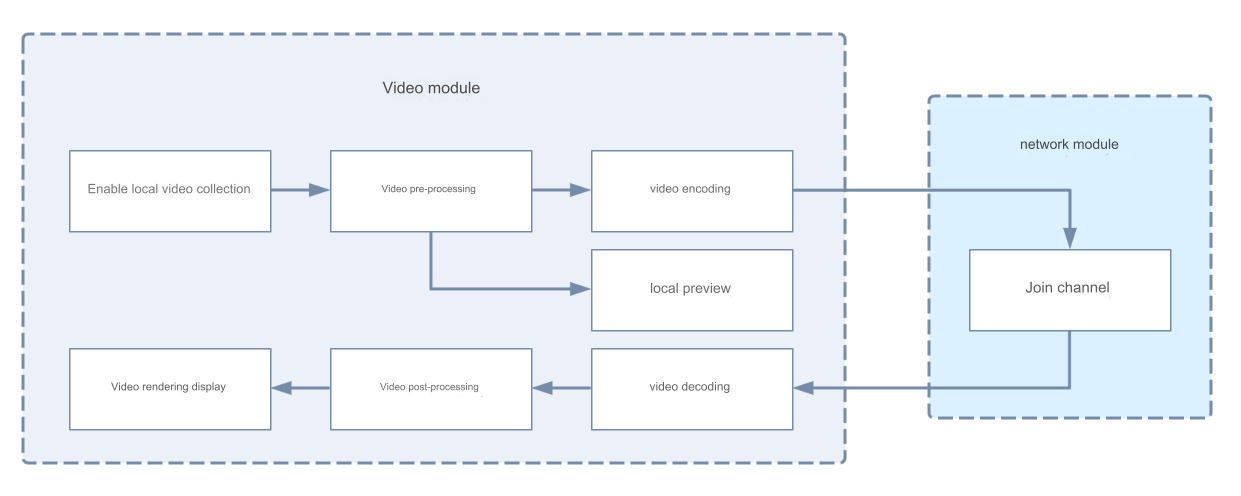 Video module
network module
Enable local video collection
Video pre-processing
video encoding
local preview
Join channel
Video rendering display
Video post-processing
video decoding